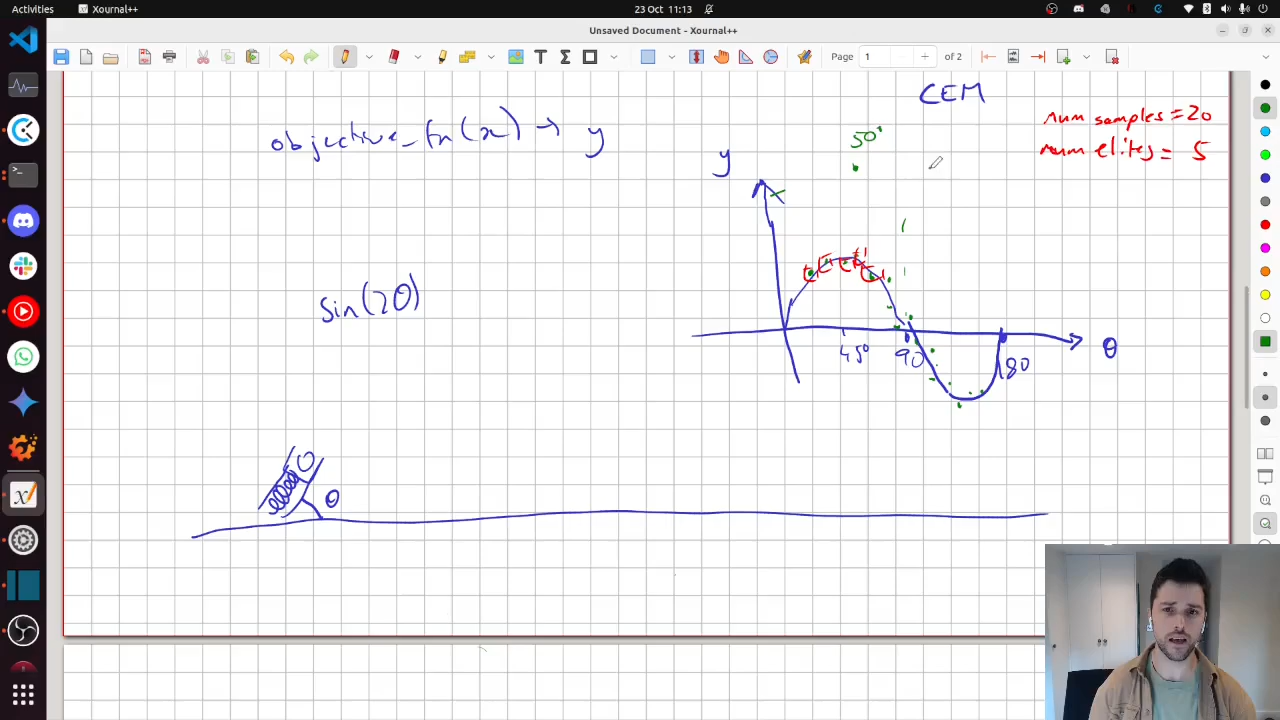 Activities
Xournal++
23 Oct 11:13
Unsaved Document - Xournal++
Page 1 of 2
CEM
num samples = 20
num elites = 5
objective_fn(x) → y
50°
y
sin(2θ)
45°
90
180
θ
θ